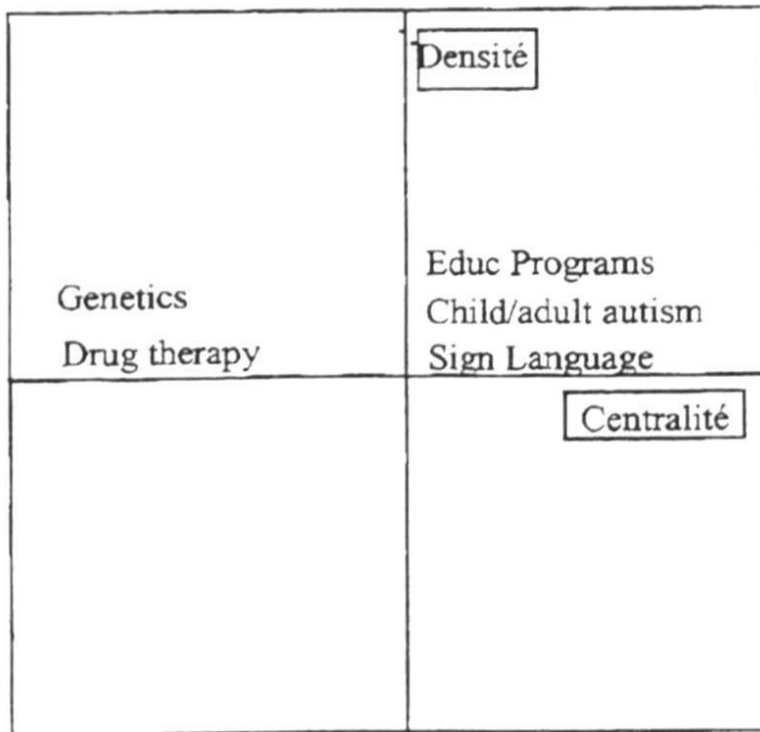 Densité
Educ Programs
Genetics
Child/adult autism
Drug therapy
Sign Language
Centralité